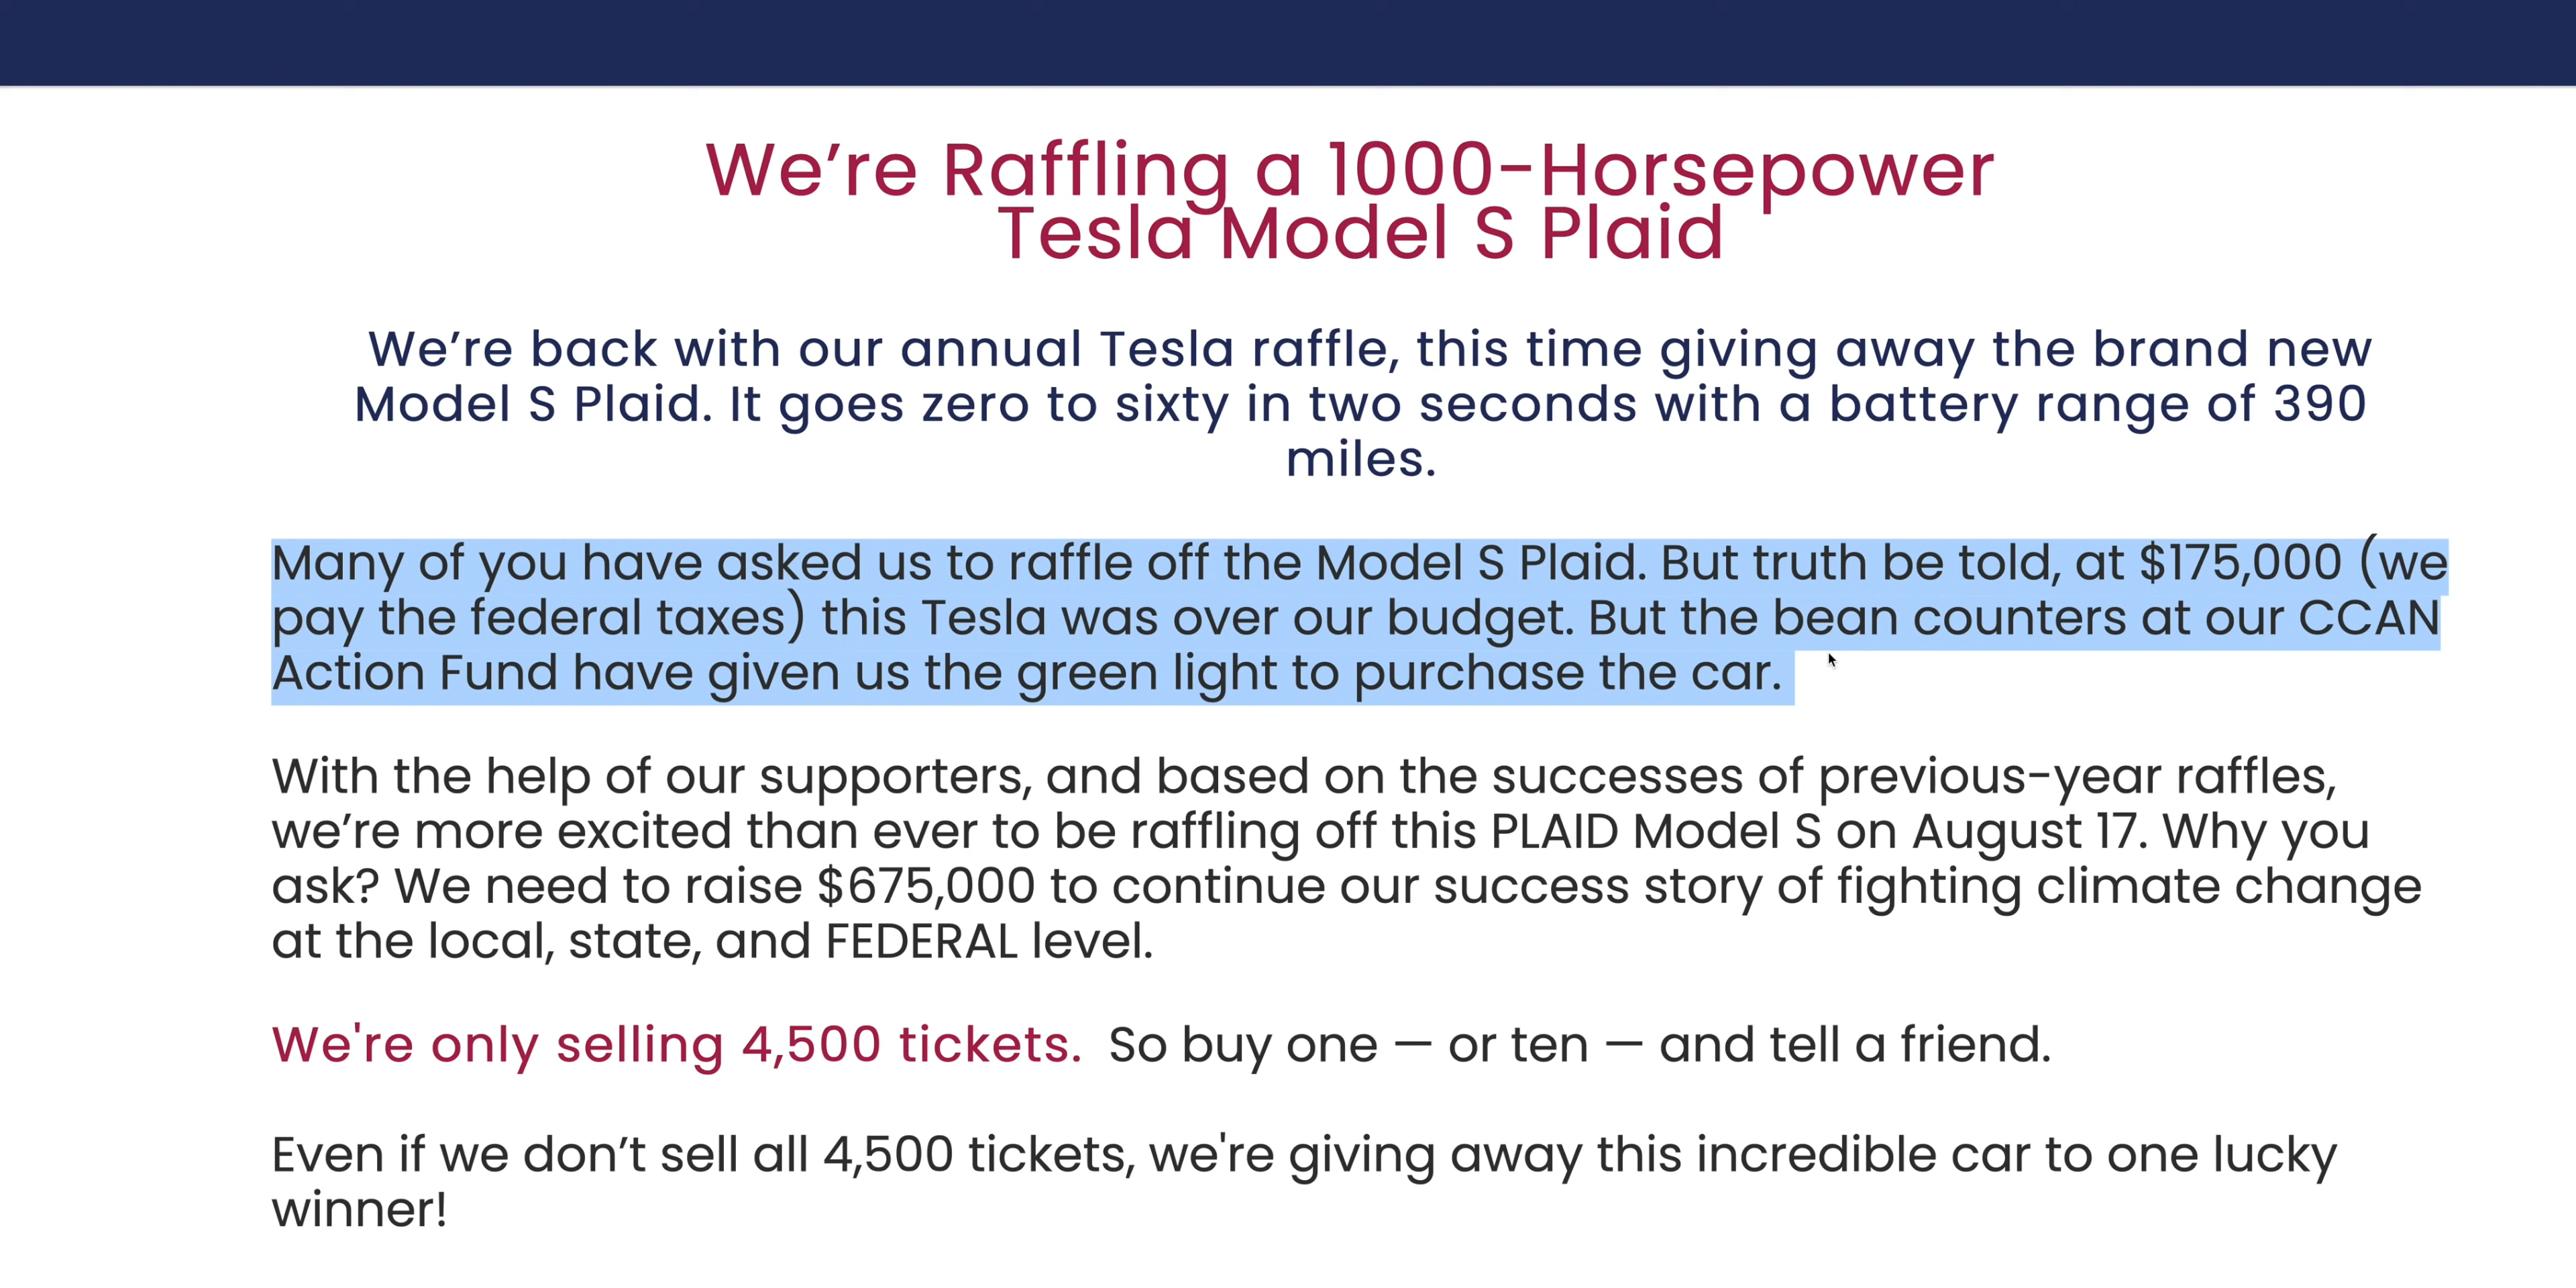 We’re Raffling a 1000-Horsepower
Tesla Model S Plaid
We’re back with our annual Tesla raffle, this time giving away the brand new
Model S Plaid. It goes zero to sixty in two seconds with a battery range of 390
miles.
Many of you have asked us to raffle off the Model S Plaid. But truth be told, at $175,000 (we
pay the federal taxes) this Tesla was over our budget. But the bean counters at our CCAN
Action Fund have given us the green light to purchase the car.
With the help of our supporters, and based on the successes of previous-year raffles,
we’re more excited than ever to be raffling off this PLAID Model S on August 17. Why you
ask? We need to raise $675,000 to continue our success story of fighting climate change
at the local, state, and FEDERAL level.
We're only selling 4,500 tickets. So buy one — or ten — and tell a friend.
Even if we don’t sell all 4,500 tickets, we're giving away this incredible car to one lucky
winner!